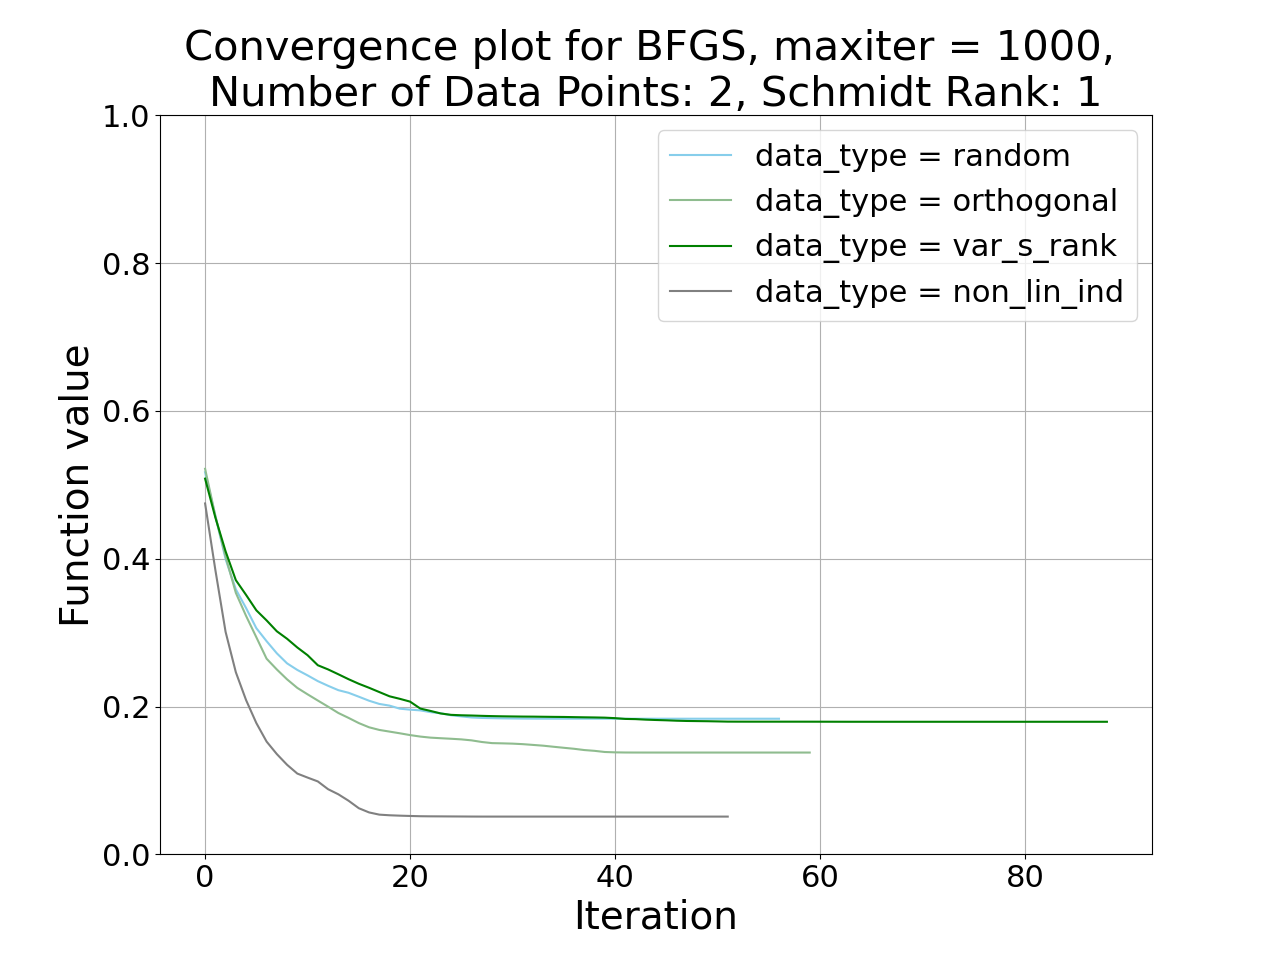 Convergence plot for BFGS, maxiter = 1000,
Number of Data Points: 2, Schmidt Rank: 1
1.0
0.8
0.6
0.4
0.2
0.0
Function value
data_type = random
data_type = orthogonal
data_type = var_s_rank
data_type = non_lin_ind
0 20 40 60 80
Iteration